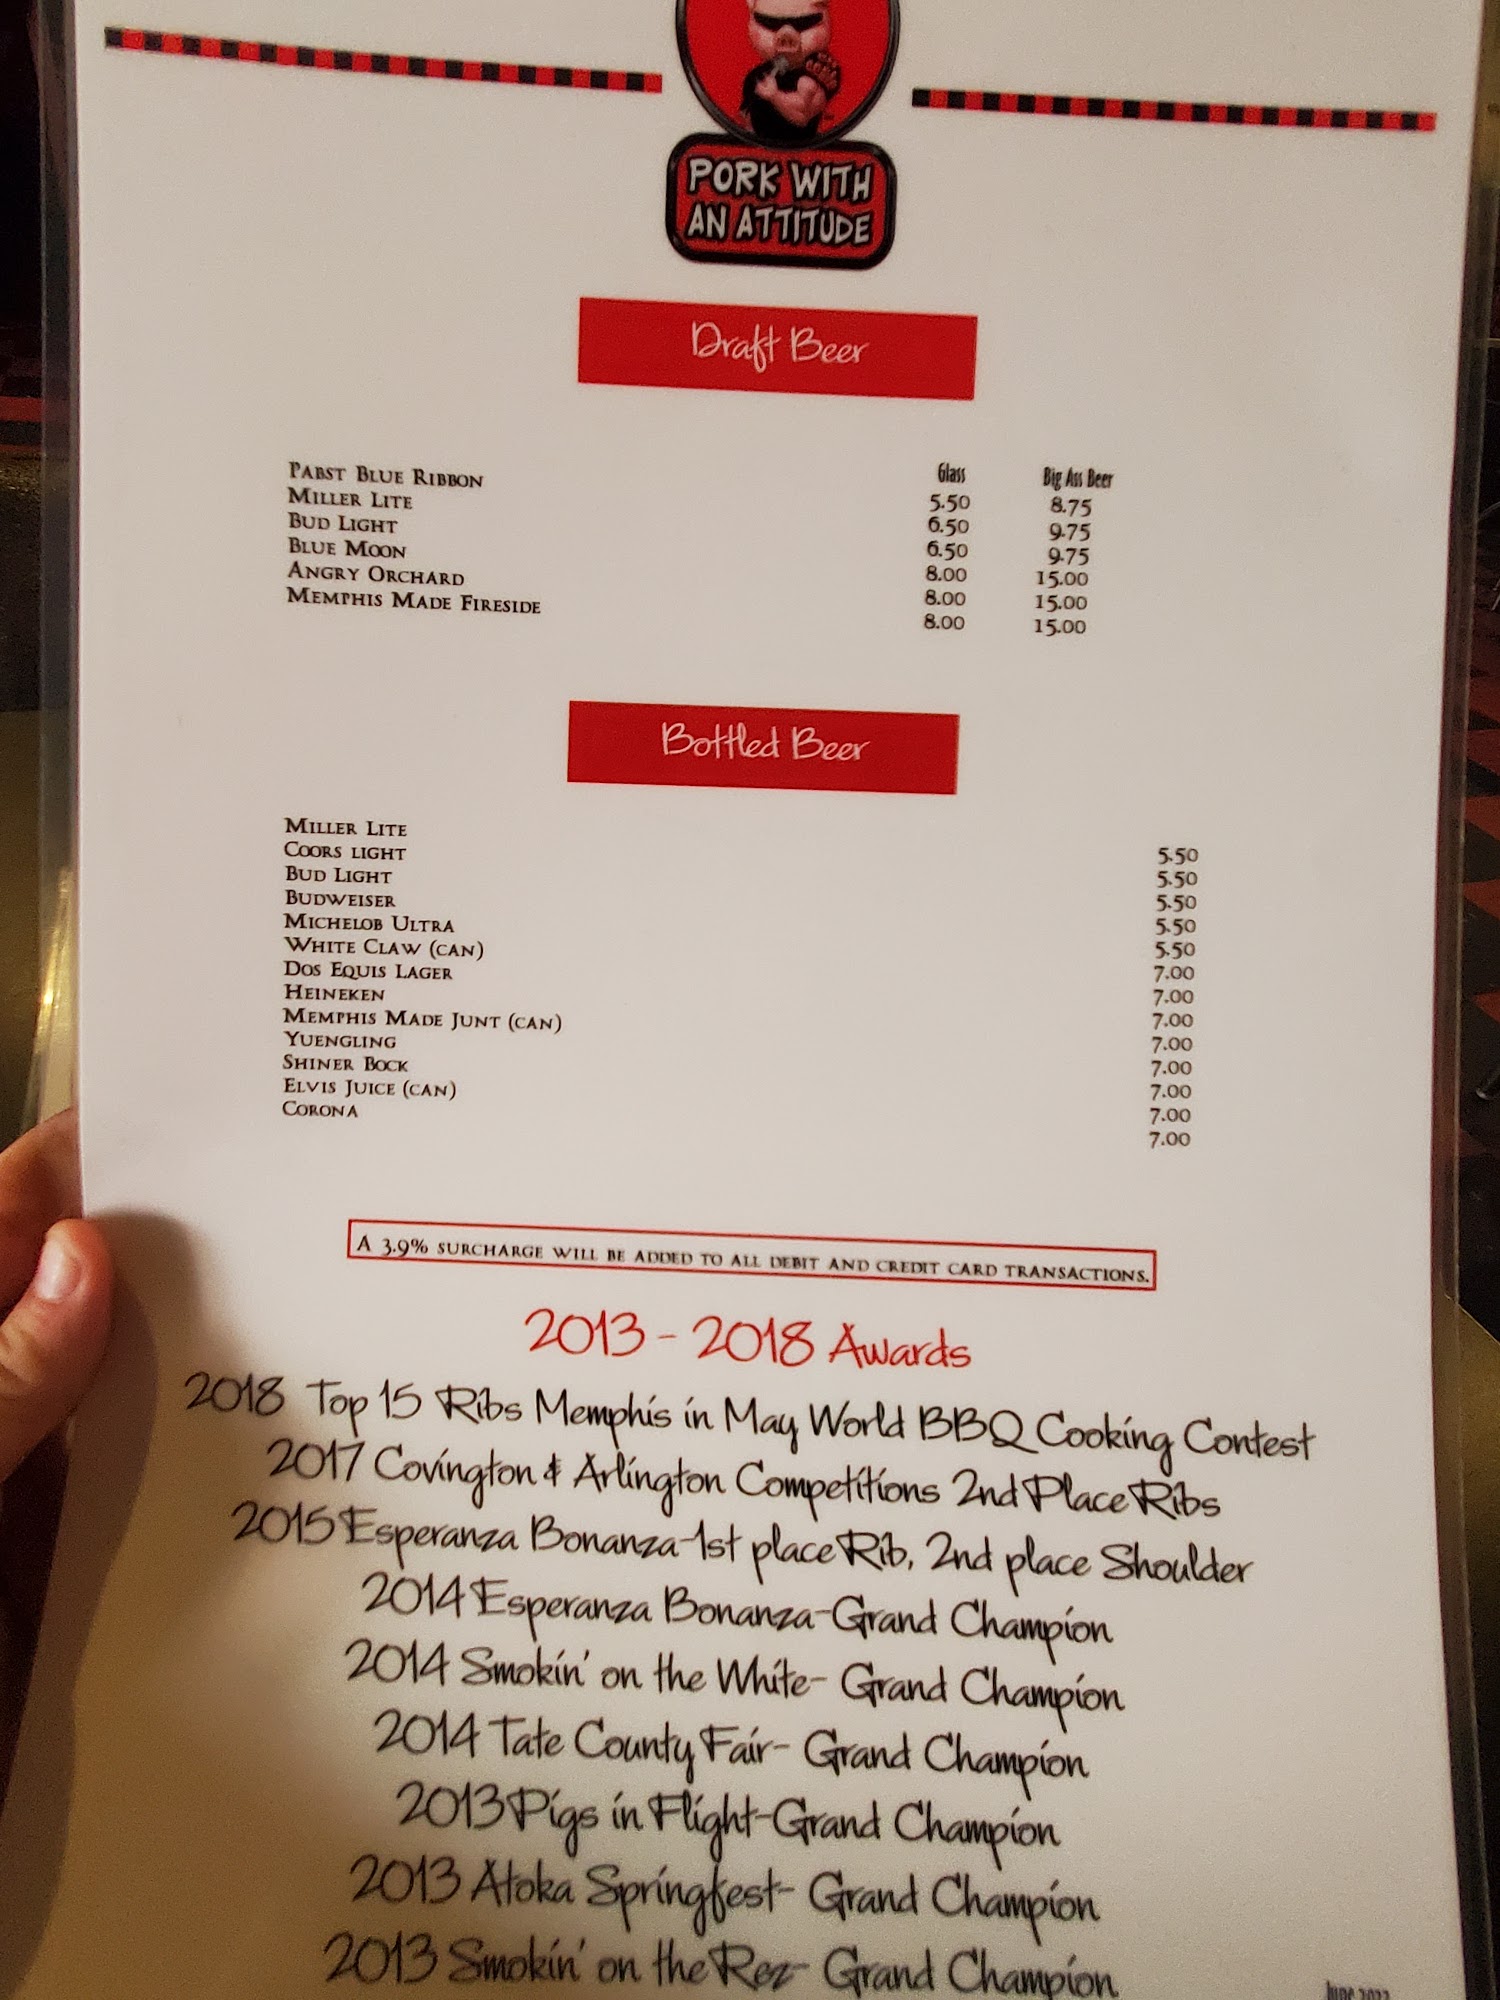 PORK WITH
AN ATTITUDE
Draft Beer
Glass Big Ass Beer
PABST BLUE RIBBON 5.50 8.75
MILLER LITE 6.50 9.75
BUD LIGHT 6.50 9.75
BLUE MOON 8.00 15.00
ANGRY ORCHARD 8.00 15.00
MEMPHIS MADE FIRESIDE 8.00 15.00
Bottled Beer
MILLER LITE 5.50
COORS LIGHT 5.50
BUD LIGHT 5.50
BUDWEISER 5.50
MICHELOB ULTRA 5.50
WHITE CLAW (CAN) 7.00
DOS EQUIS LAGER 7.00
HEINEKEN 7.00
MEMPHIS MADE JUNT (CAN) 7.00
YUENGLING 7.00
SHINER BOCK 7.00
ELVIS JUICE (CAN) 7.00
CORONA 7.00
A 3.9% SURCHARGE WILL BE ADDED TO ALL DEBIT AND CREDIT CARD TRANSACTIONS.
2013 - 2018 Awards
2018 Top 15 Ribs Memphis in May World BBQ Cooking Contest
2017 Covington & Arlington Competitions 2nd Place Ribs
2015 Esperanza Bonanza-1st place Rib, 2nd place Shoulder
2014 Esperanza Bonanza-Grand Champion
2014 Smokin' on the White- Grand Champion
2014 Tate County Fair- Grand Champion
2013 Pigs in Flight-Grand Champion
2013 Atoka Springfest- Grand Champion
2013 Smokin' on the Rez- Grand Champion
June